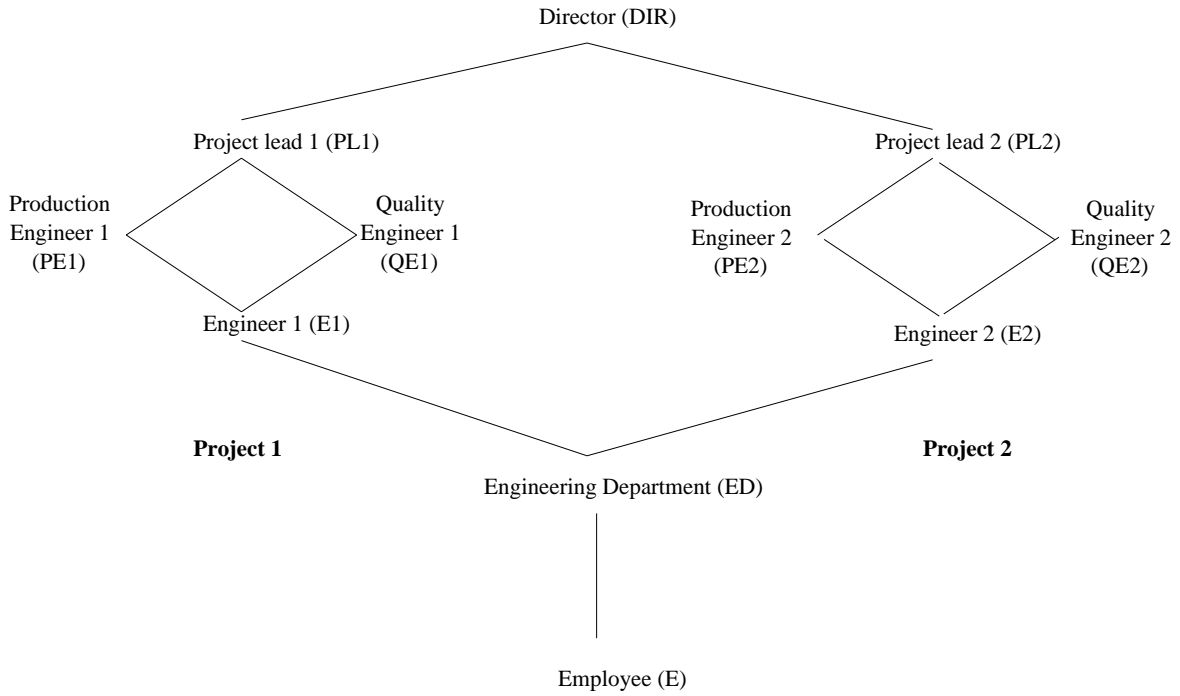 Director (DIR)
Project lead 1 (PL1)
Project lead 2 (PL2)
Production
Engineer 1
(PE1)
Quality
Engineer 1
(QE1)
Production
Engineer 2
(PE2)
Quality
Engineer 2
(QE2)
Engineer 1 (E1)
Engineer 2 (E2)
Project 1
Project 2
Engineering Department (ED)
Employee (E)